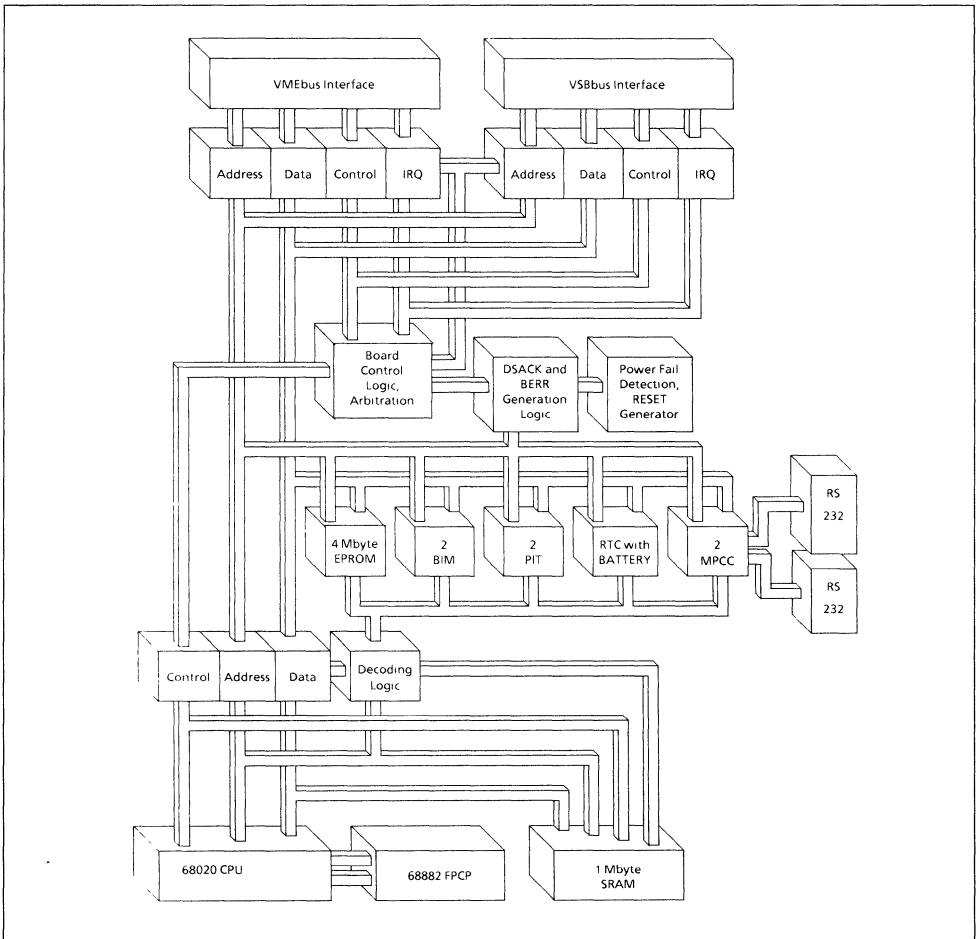 VMEbus Interface
VSBbus Interface
Address
Data
Control
IRQ
Address
Data
Control
IRQ
Board
Control
Logic,
Arbitration
DSACK and
BERR
Generation
Logic
Power Fail
Detection,
RESET
Generator
RS
232
4 Mbyte
EPROM
2
BIM
2
PIT
RTC with
BATTERY
2
MPCC
RS
232
Control
Address
Data
Decoding
Logic
68020 CPU
68882 FPCP
1 Mbyte
SRAM